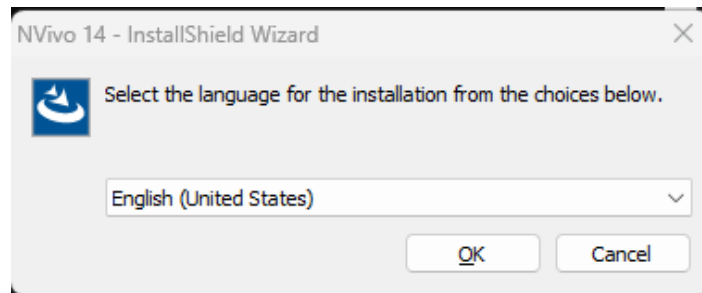 NVivo 14 - InstallShield Wizard
Select the language for the installation from the choices below.
English (United States)
OK Cancel